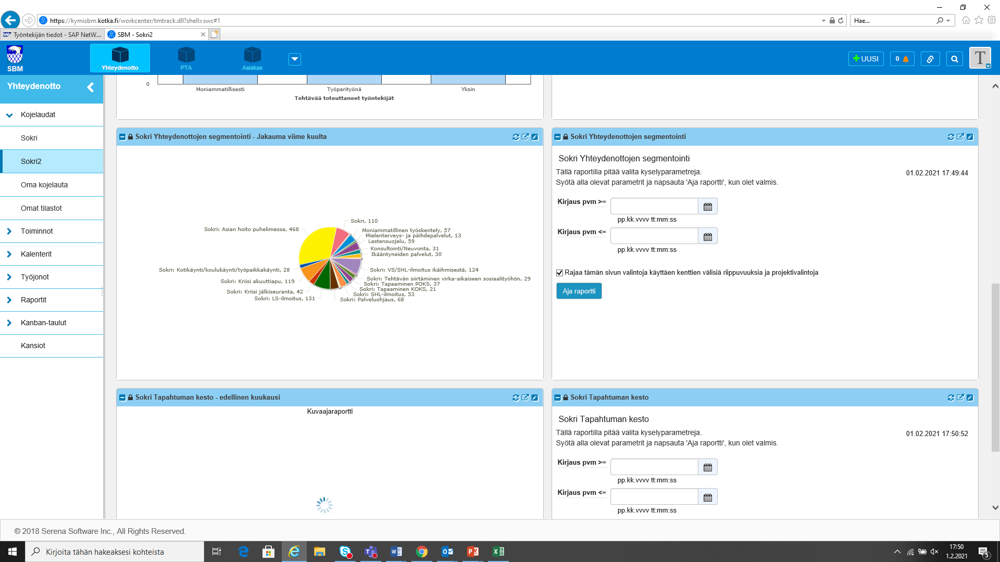 https://kymisbm.kotka.fi/workcenter/tmtrack.dll?shell=swc#1
Hae...
Työntekijän tiedot - SAP NetW...
SBM - Sokri2
SBM
Yhteydenotto
PTA
Asiakas
UUSI
0
T
Yhteydenotto
Kojelaudat
Sokri
Sokri2
Oma kojelauta
Omat tilastot
Toiminnot
Kalenterit
Työjonot
Raportit
Kanban-taulut
Kansiot
0
Moniammatillisesti
Työparityönä
Yksin
Tehtävää toteuttaneet työntekijät
Sokri Yhteydenottojen segmentointi - Jakauma viime kuulta
Sokri: Asian hoito puhelimessa, 468
Sokri, 110
Moniammatillinen työskentely, 57
Mielenterveys- ja päihdepalvelut, 13
Lastensuojelu, 59
Konsultointi/Neuvonta, 31
Ikääntyneiden palvelut, 30
Sokri: VS/SHL-ilmoitus ikäihmisestä, 124
Sokri: Tehtävän siirtäminen virka-aikaiseen sosiaalityöhön, 29
Sokri: Tapaaminen POKS, 37
Sokri: Tapaaminen KOKS, 21
Sokri: SHL-ilmoitus, 53
Sokri: Palveluohjaus, 68
Sokri: LS-ilmoitus, 131
Sokri: Kriisi jälkiseuranta, 42
Sokri: Kriisi akuuttiapu, 119
Sokri: Kotikäynti/koulukäynti/työpaikkakäynti, 28
Sokri Yhteydenottojen segmentointi
Sokri Yhteydenottojen segmentointi
Tällä raportilla pitää valita kyselyparametreja.
Syötä alla olevat parametrit ja napsauta 'Aja raportti', kun olet valmis.
01.02.2021 17:49:44
Kirjaus pvm >=
pp.kk.vvvv tt:mm:ss
Kirjaus pvm <=
pp.kk.vvvv tt:mm:ss
Rajaa tämän sivun valintoja käyttäen kenttien välisiä riippuvuuksia ja projektivalintoja
Aja raportti
Sokri Tapahtuman kesto - edellinen kuukausi
Kuvaajaraportti
Sokri Tapahtuman kesto
Sokri Tapahtuman kesto
Tällä raportilla pitää valita kyselyparametreja.
Syötä alla olevat parametrit ja napsauta 'Aja raportti', kun olet valmis.
01.02.2021 17:50:52
Kirjaus pvm >=
pp.kk.vvvv tt:mm:ss
Kirjaus pvm <=
pp.kk.vvvv tt:mm:ss
© 2018 Serena Software Inc., All Rights Reserved.
Kirjoita tähän hakeaksesi kohteista
17:50
1.2.2021
5